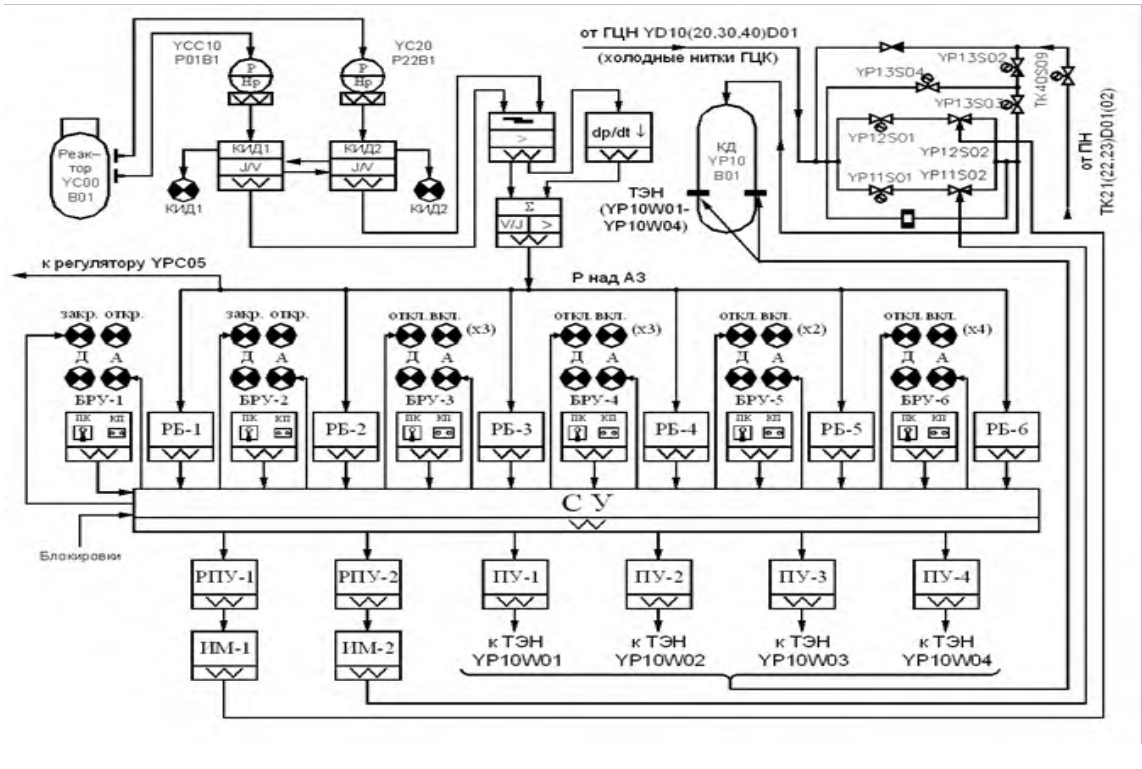 YCC10
P01B1
P
Нр
YC20
P22B1
P
Нр
от ГЦН YD10(20,30,40)D01
(холодные нитки ГЦК)
YP13S02
YP13S04
TK40S09
YP13S03
YP12S01
YP12S02
YP11S01
YP11S02
от ПН
TK21(22,23)D01(02)
Реак–
тор
YC00
B01
КИД1
J/V
КИД2
J/V
КИД1
КИД2
>
dp/dt ↓
КД
YP10
B01
ТЭН
(YP10W01-
YP10W04)
Σ
V/J
>
к регулятору YPC05
Р над АЗ
закр. откр.
Д А
БРУ-1
ПК КП
РБ-1
закр. откр.
Д А
БРУ-2
ПК КП
РБ-2
откл. вкл.
(x3)
Д А
БРУ-3
ПК КП
РБ-3
откл. вкл.
(x3)
Д А
БРУ-4
ПК КП
РБ-4
откл. вкл.
(x2)
Д А
БРУ-5
ПК КП
РБ-5
откл. вкл.
(x4)
Д А
БРУ-6
ПК КП
РБ-6
С У
Блокировки
РПУ-1
РПУ-2
ПУ-1
ПУ-2
ПУ-3
ПУ-4
ИМ-1
ИМ-2
к ТЭН
YP10W01
к ТЭН
YP10W02
к ТЭН
YP10W03
к ТЭН
YP10W04